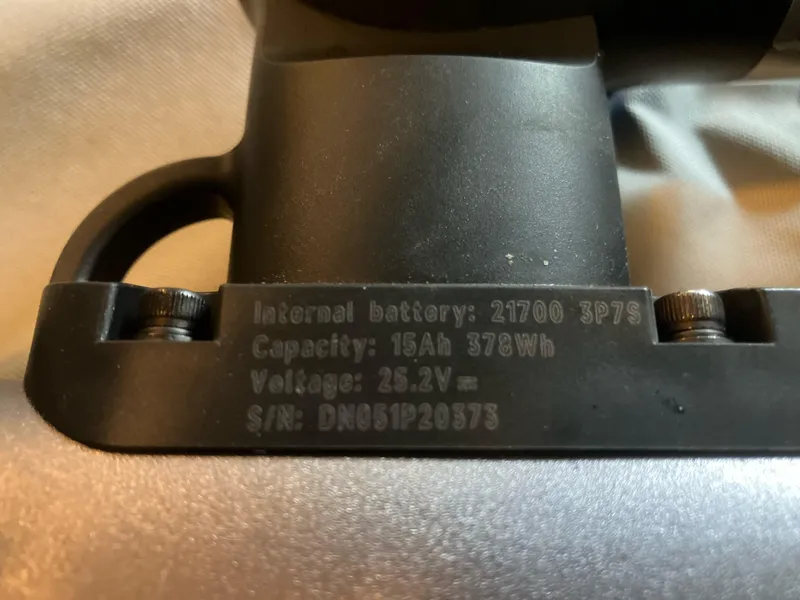 Internal battery: 21700 3P7S
Capacity: 15Ah 378Wh
Voltage: 25.2V⎓
S/N: DN051P20373